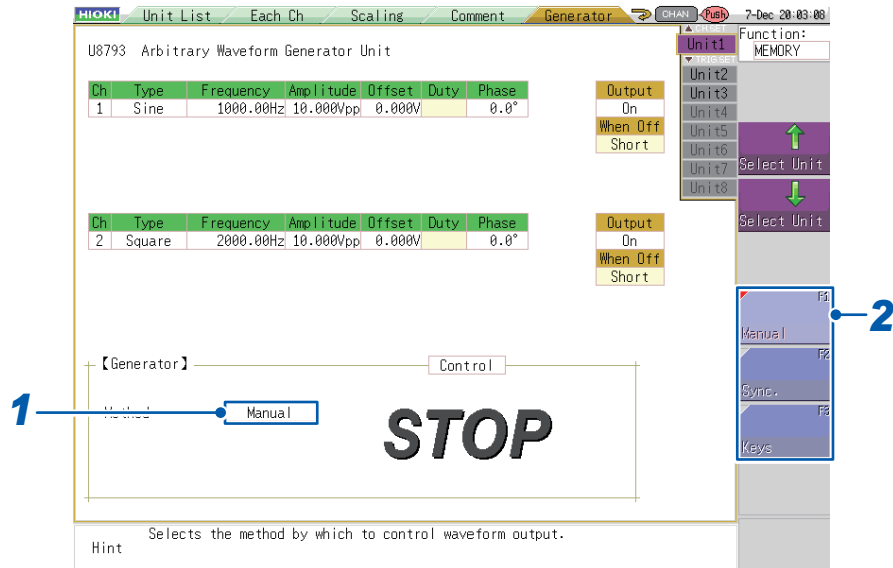 HIOKI Unit List Each Ch Scaling Comment Generator CHAN Push 7-Dec 20:03:08
Function:
MEMORY
U8793 Arbitrary Waveform Generator Unit
Unit1
TRIG.SET
Unit2
Unit3
Unit4
Unit5
Unit6
Unit7
Unit8
Select Unit
Select Unit
Ch Type Frequency Amplitude Offset Duty Phase
1 Sine 1000.00Hz 10.000Vpp 0.000V 0.0°
Output
On
When Off
Short
Ch Type Frequency Amplitude Offset Duty Phase
2 Square 2000.00Hz 10.000Vpp 0.000V 0.0°
Output
On
When Off
Short
F1
Manual
F2
Sync.
F3
Keys
2
【Generator】 Control
1
Method Manual
STOP
Hint Selects the method by which to control waveform output.